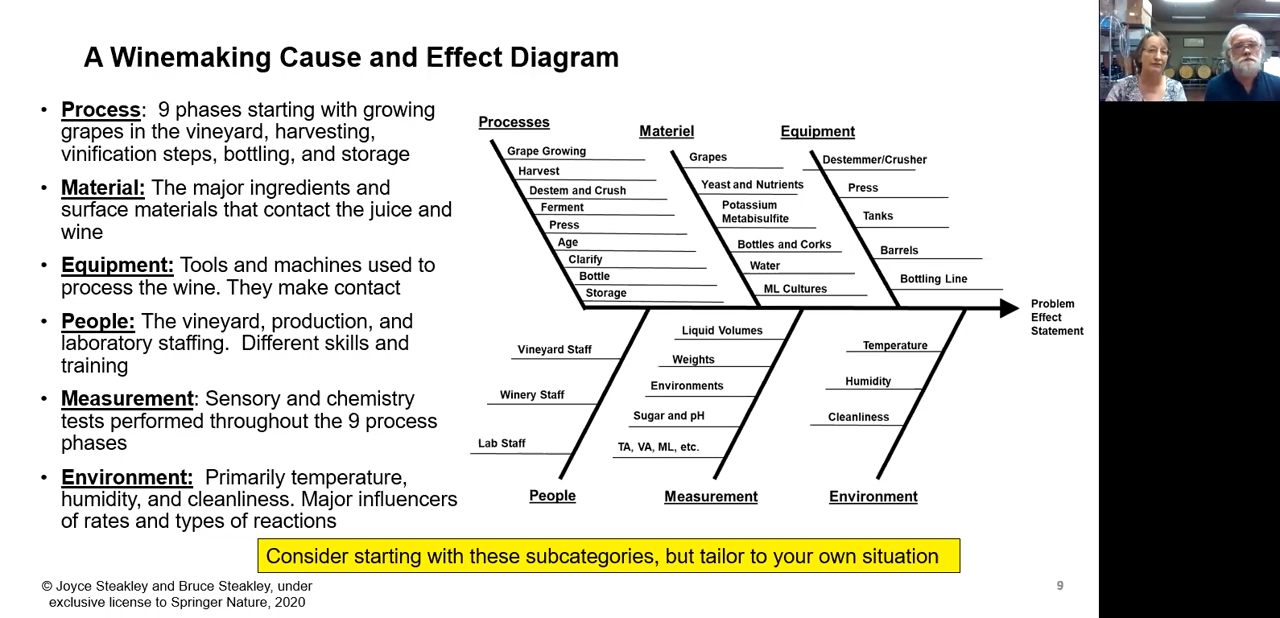 A Winemaking Cause and Effect Diagram
• Process: 9 phases starting with growing
grapes in the vineyard, harvesting,
vinification steps, bottling, and storage
• Material: The major ingredients and
surface materials that contact the juice and
wine
• Equipment: Tools and machines used to
process the wine. They make contact
• People: The vineyard, production, and
laboratory staffing. Different skills and
training
• Measurement: Sensory and chemistry
tests performed throughout the 9 process
phases
• Environment: Primarily temperature,
humidity, and cleanliness. Major influencers
of rates and types of reactions
Processes
Grape Growing
Harvest
Destem and Crush
Ferment
Press
Age
Clarify
Bottle
Storage
Materiel
Grapes
Yeast and Nutrients
Potassium
Metabisulfite
Bottles and Corks
Water
ML Cultures
Equipment
Destemmer/Crusher
Press
Tanks
Barrels
Bottling Line
Problem
Effect
Statement
Vineyard Staff
Winery Staff
Lab Staff
People
Liquid Volumes
Weights
Environments
Sugar and pH
TA, VA, ML, etc.
Measurement
Temperature
Humidity
Cleanliness
Environment
Consider starting with these subcategories, but tailor to your own situation
© Joyce Steakley and Bruce Steakley, under
exclusive license to Springer Nature, 2020
9